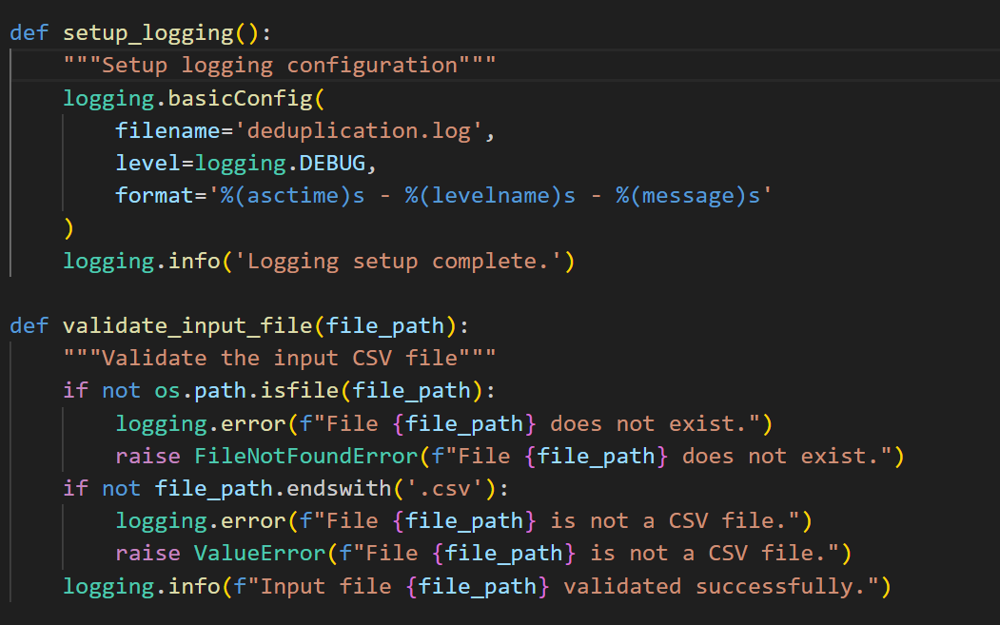 def setup_logging():
    """Setup logging configuration"""
    logging.basicConfig(
        filename='deduplication.log',
        level=logging.DEBUG,
        format='%(asctime)s - %(levelname)s - %(message)s'
    )
    logging.info('Logging setup complete.')

def validate_input_file(file_path):
    """Validate the input CSV file"""
    if not os.path.isfile(file_path):
        logging.error(f"File {file_path} does not exist.")
        raise FileNotFoundError(f"File {file_path} does not exist.")
    if not file_path.endswith('.csv'):
        logging.error(f"File {file_path} is not a CSV file.")
        raise ValueError(f"File {file_path} is not a CSV file.")
    logging.info(f"Input file {file_path} validated successfully.")